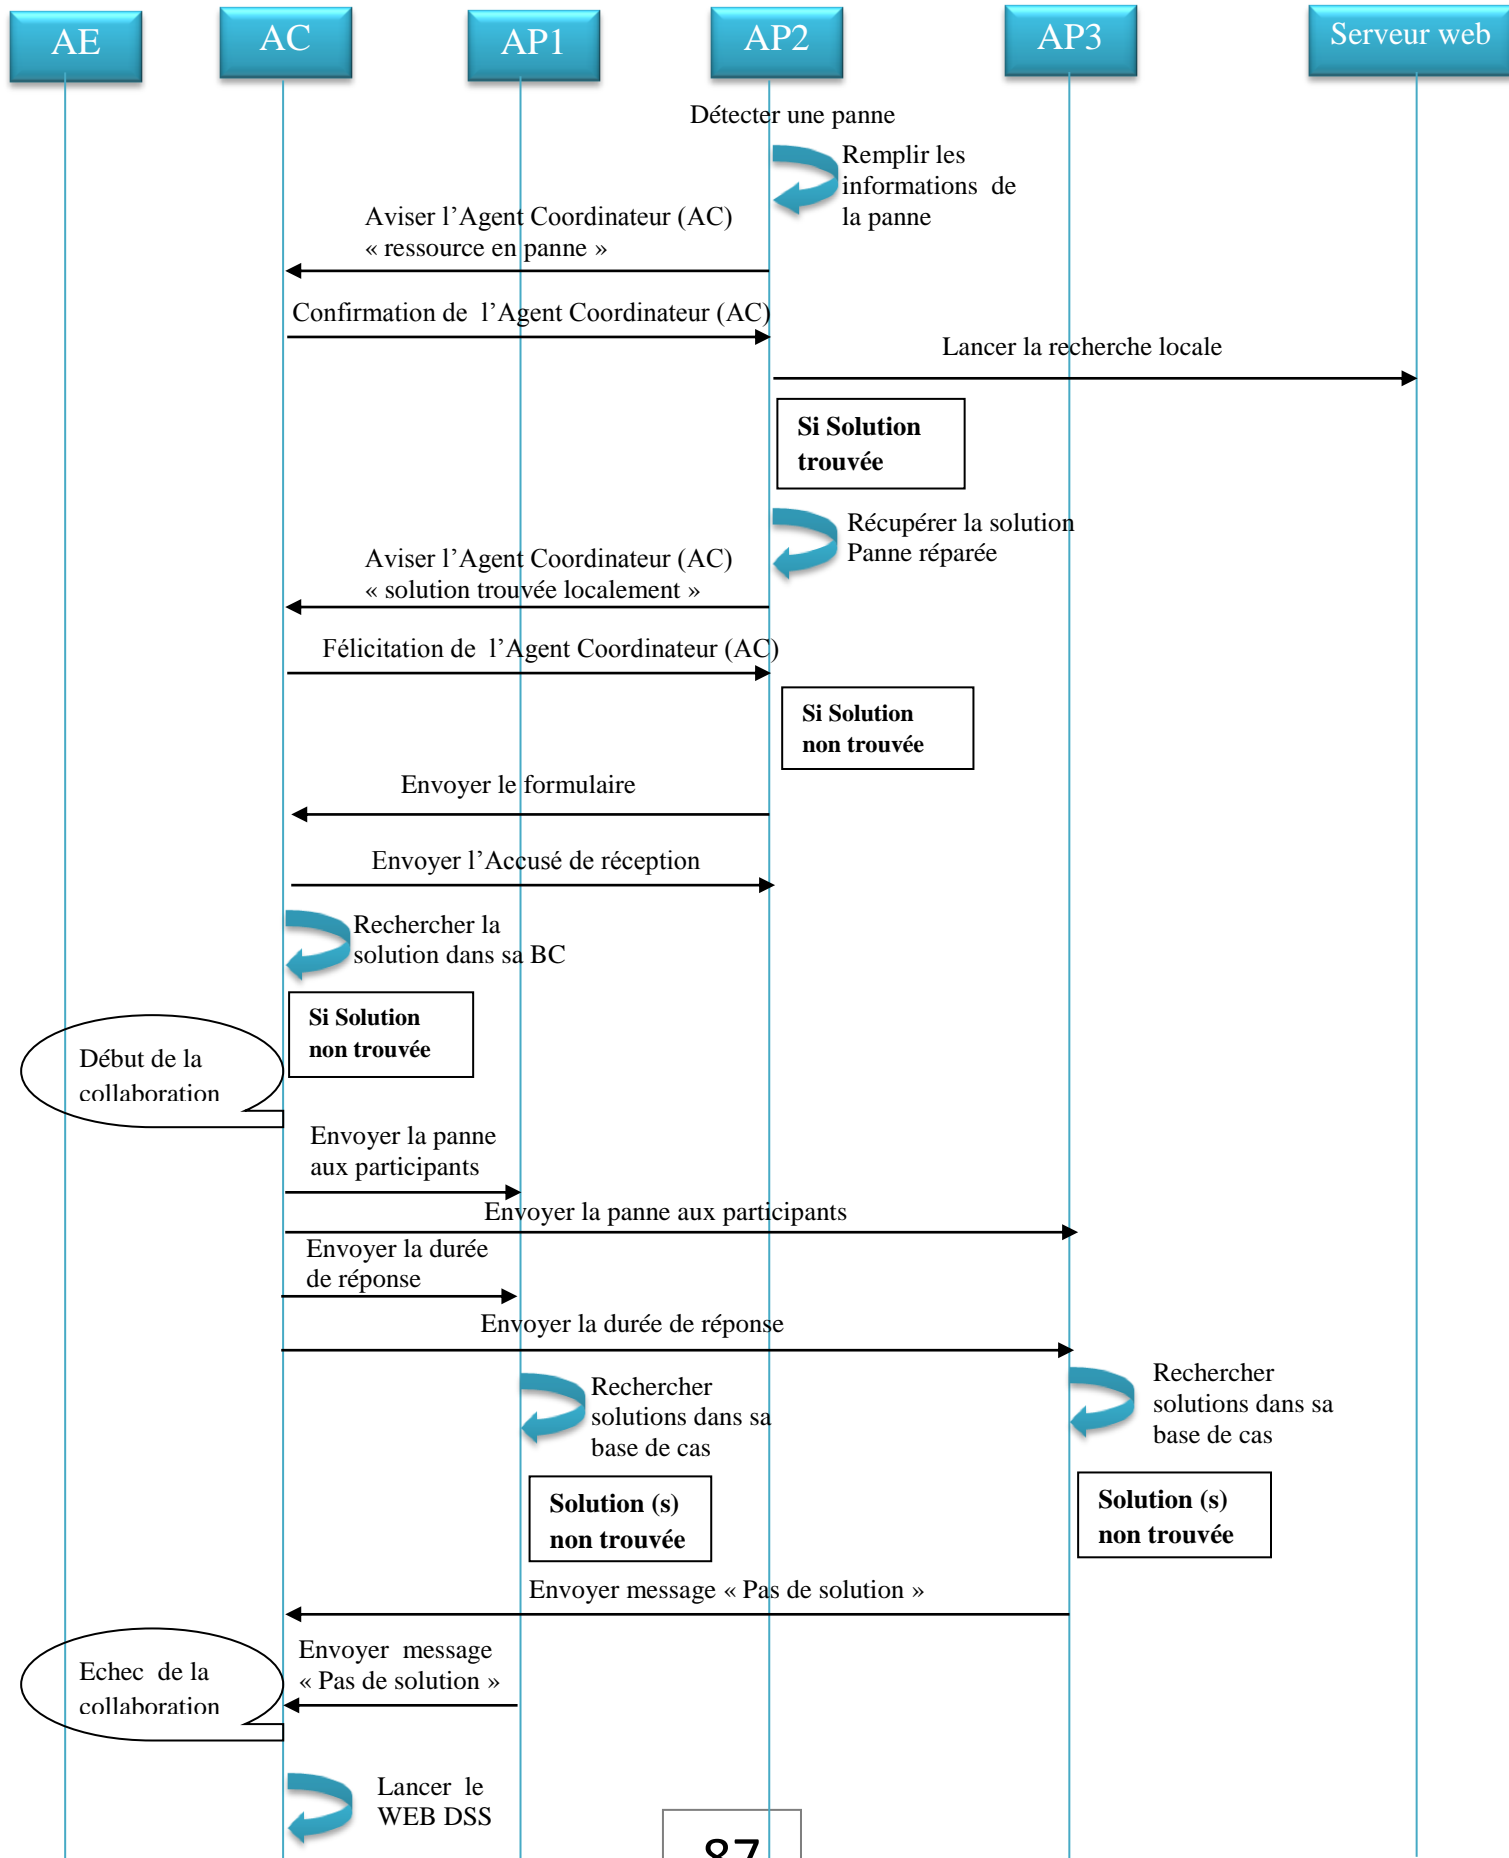 AE
AC
AP1
AP2
AP3
Serveur web
Détecter une panne
Remplir les
informations de
la panne
Aviser l’Agent Coordinateur (AC)
« ressource en panne »
Confirmation de l’Agent Coordinateur (AC)
Lancer la recherche locale
Si Solution
trouvée
Récupérer la solution
Panne réparée
Aviser l’Agent Coordinateur (AC)
« solution trouvée localement »
Félicitation de l’Agent Coordinateur (AC)
Si Solution
non trouvée
Envoyer le formulaire
Envoyer l’Accusé de réception
Rechercher la
solution dans sa BC
Si Solution
non trouvée
Début de la
collaboration
Envoyer la panne
aux participants
Envoyer la panne aux participants
Envoyer la durée
de réponse
Envoyer la durée de réponse
Rechercher
solutions dans sa
base de cas
Rechercher
solutions dans sa
base de cas
Solution (s)
non trouvée
Solution (s)
non trouvée
Envoyer message « Pas de solution »
Envoyer message
« Pas de solution »
Echec de la
collaboration
Lancer le
WEB DSS
87